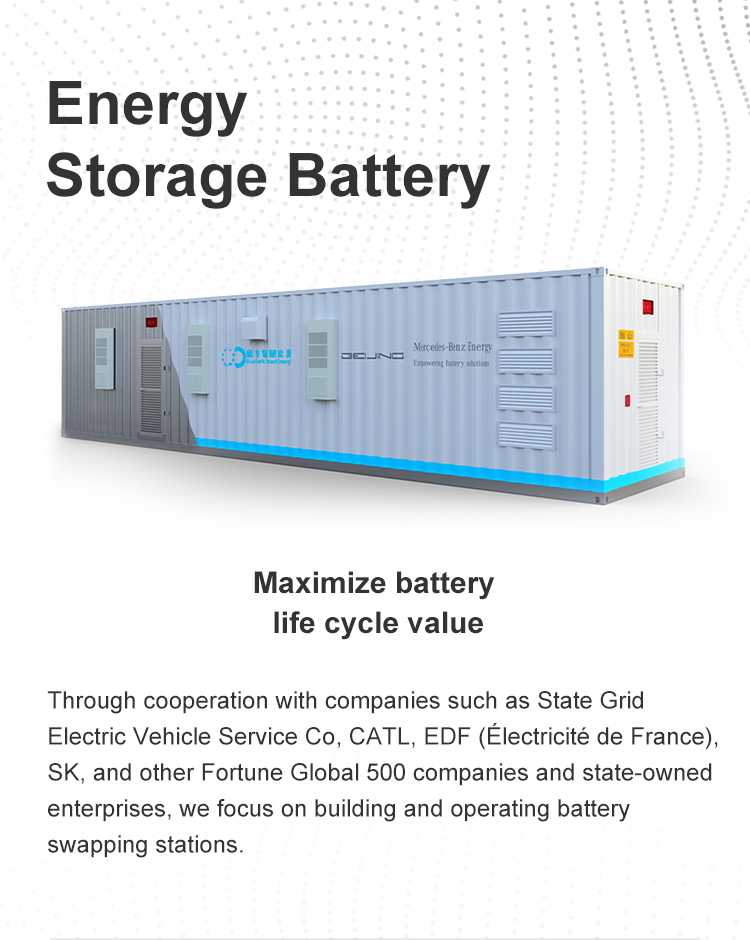 Energy
Storage Battery
BEIJNG
Mercedes-Benz Energy
Empowering battery solutions
Maximize battery
life cycle value
Through cooperation with companies such as State Grid
Electric Vehicle Service Co, CATL, EDF (Électricité de France),
SK, and other Fortune Global 500 companies and state-owned
enterprises, we focus on building and operating battery
swapping stations.